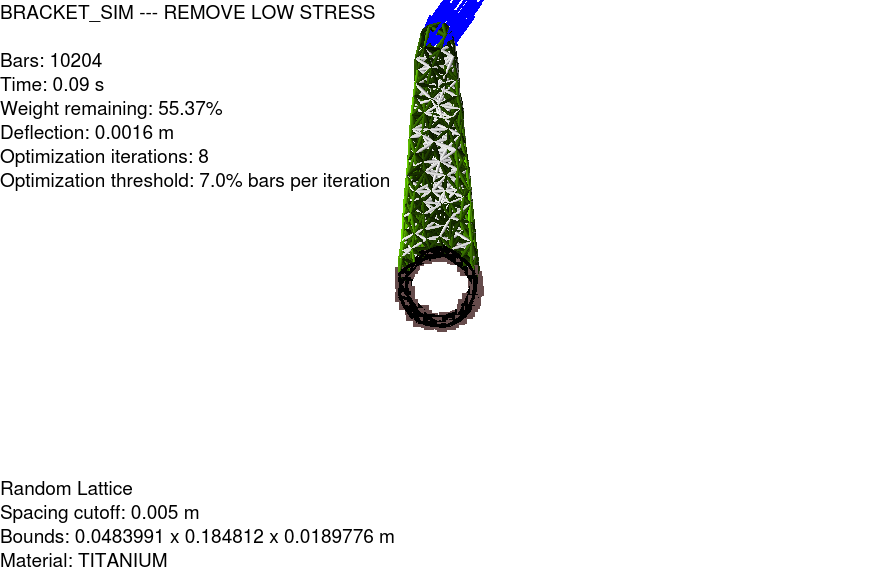 BRACKET_SIM --- REMOVE LOW STRESS
Bars: 10204
Time: 0.09 s
Weight remaining: 55.37%
Deflection: 0.0016 m
Optimization iterations: 8
Optimization threshold: 7.0% bars per iteration
Random Lattice
Spacing cutoff: 0.005 m
Bounds: 0.0483991 x 0.184812 x 0.0189776 m
Material: TITANIUM